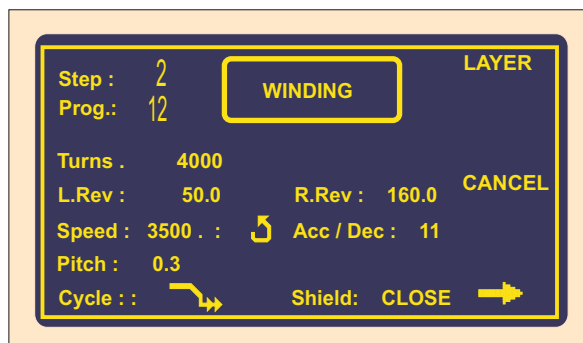 Step : 2 LAYER
WINDING
Prog.: 12
Turns . 4000
L.Rev : 50.0 R.Rev : 160.0 CANCEL
Speed : 3500 . : Acc / Dec : 11
Pitch : 0.3
Cycle : : Shield: CLOSE